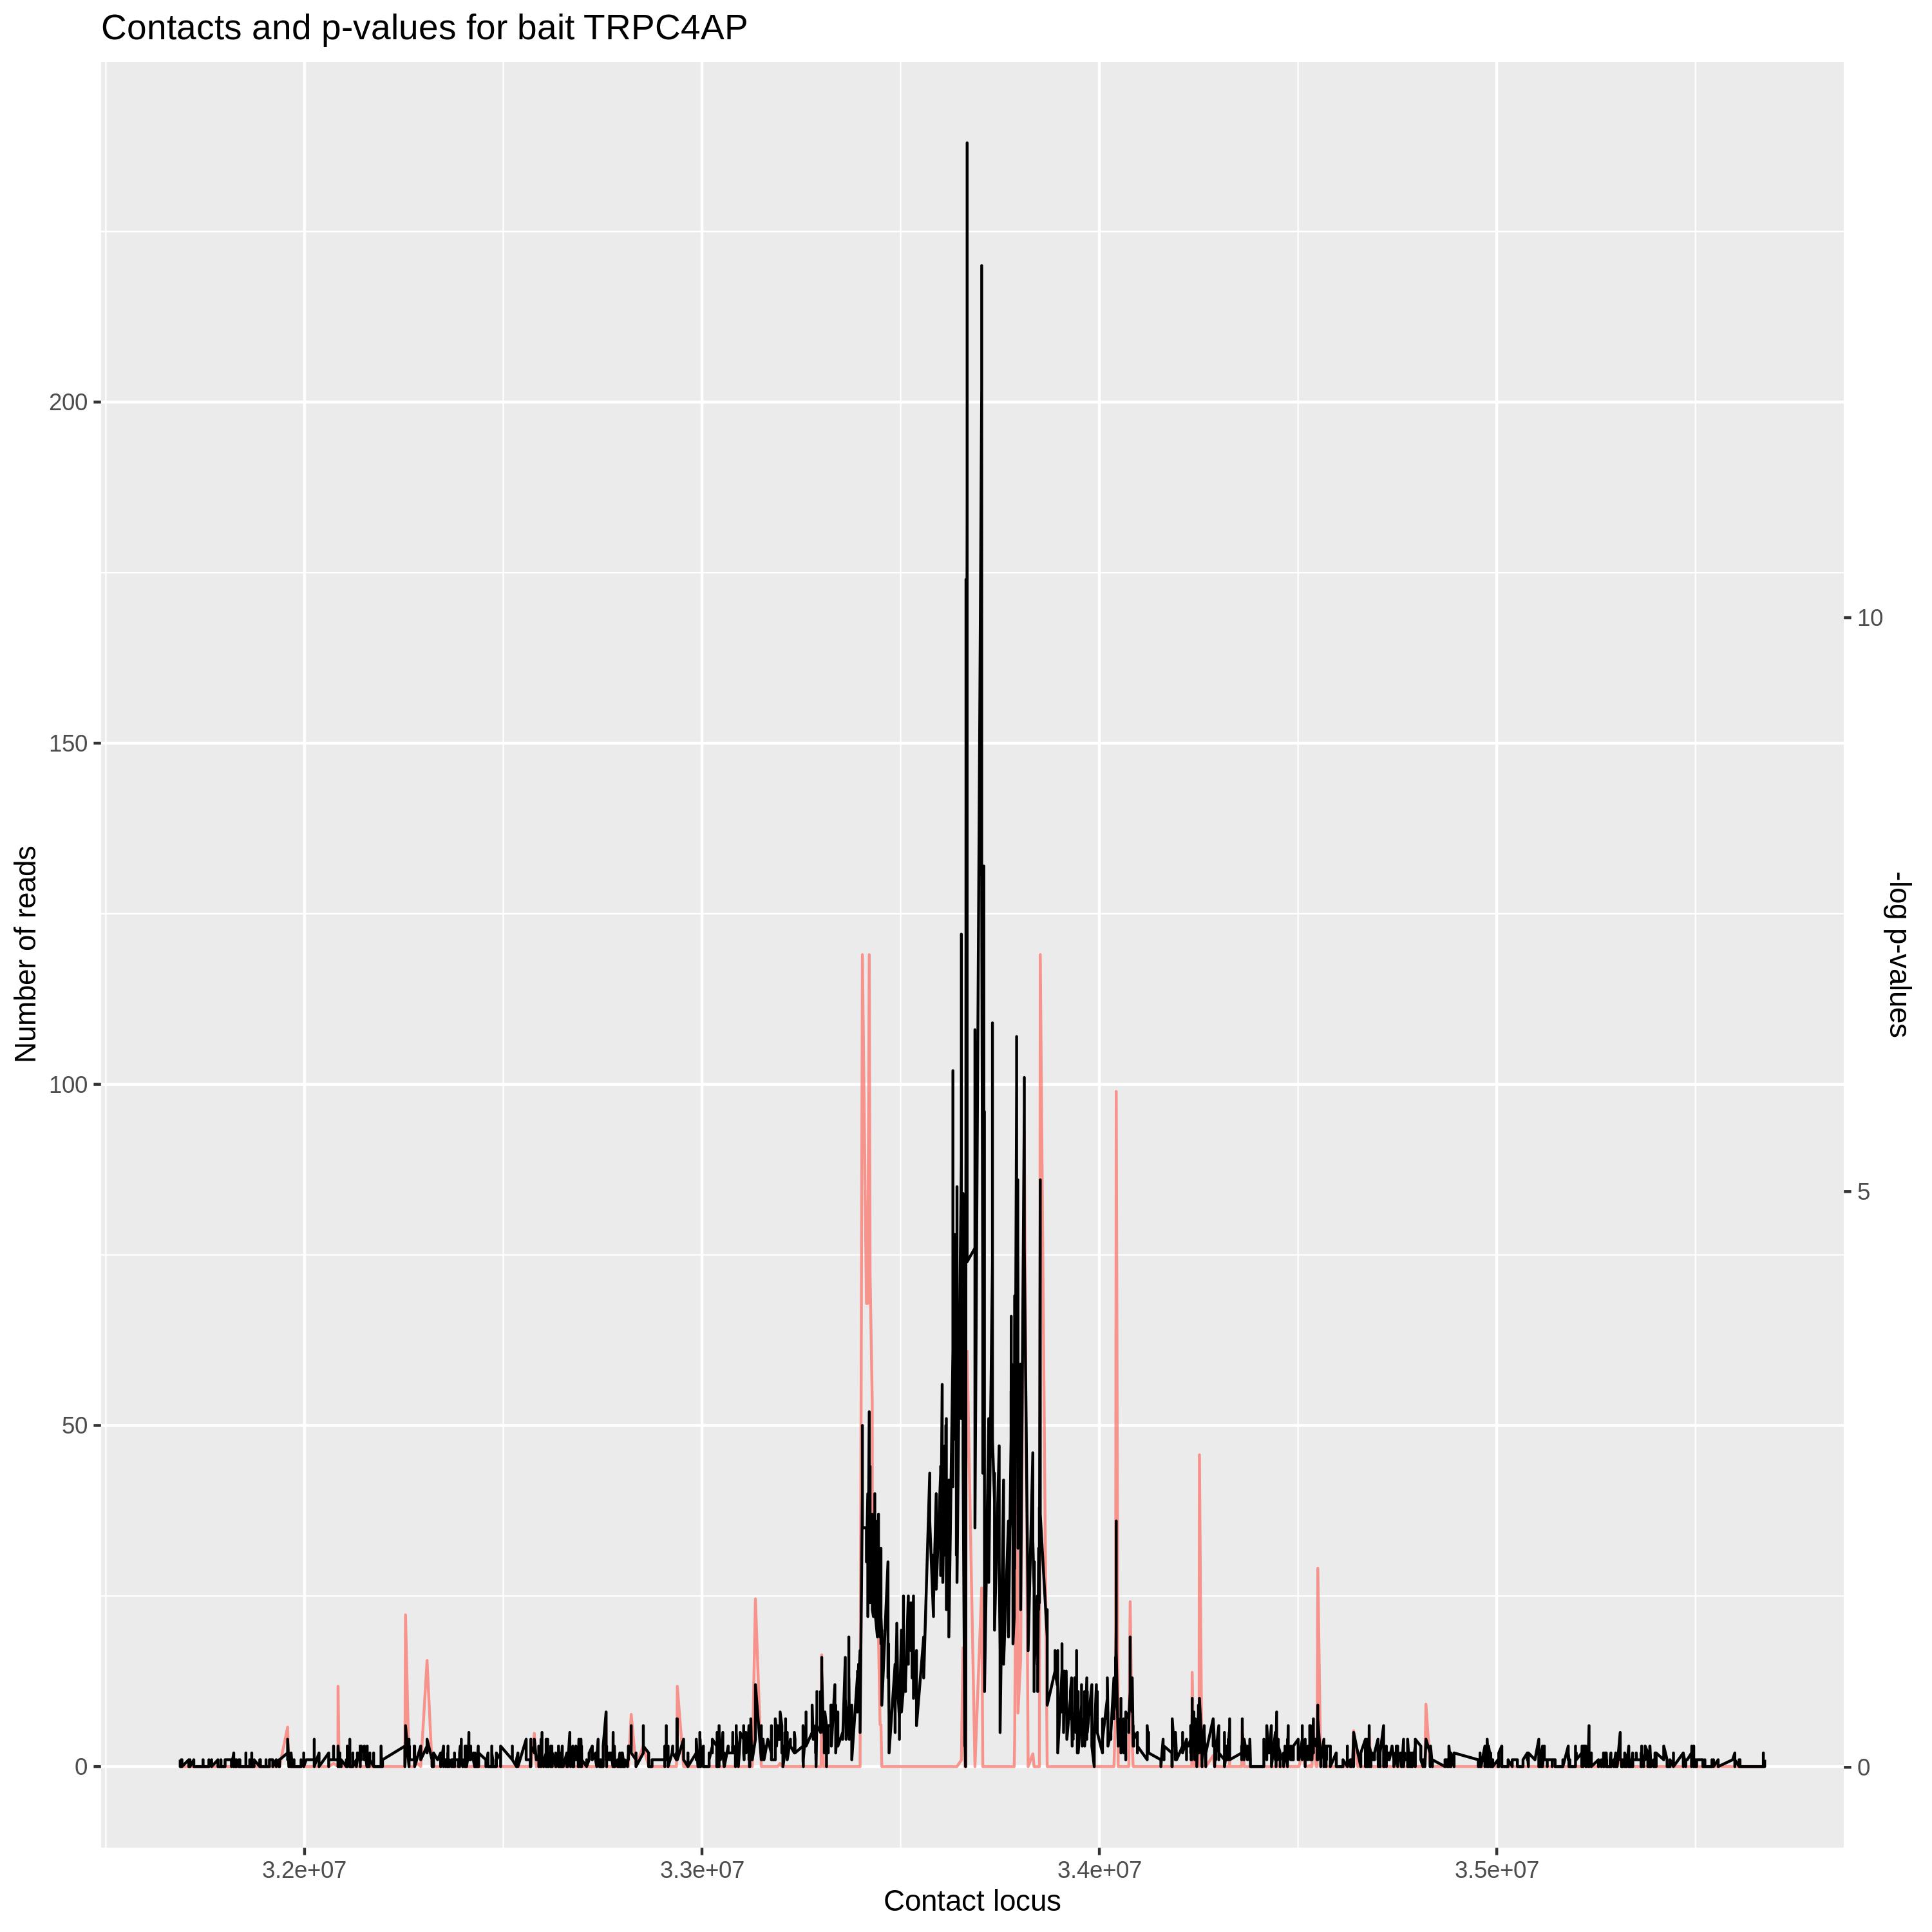 Contacts and p-values for bait TRPC4AP
Number of reads
200
150
100
50
0
10
5
0
-log p-values
3.2e+07
3.3e+07
3.4e+07
3.5e+07
Contact locus